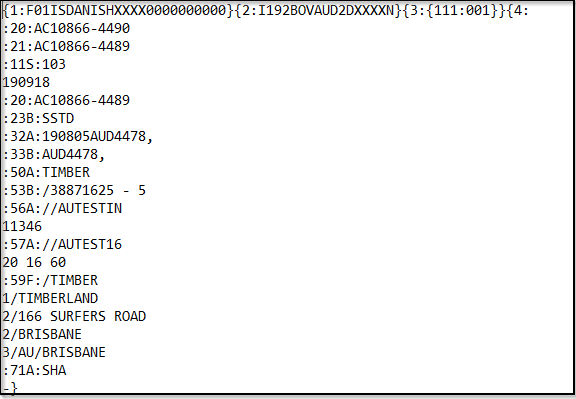 {1:F01ISDANISHXXXX0000000000}{2:I192BOVAUD2DXXXXN}{3:{111:001}}{4:
:20:AC10866-4490
:21:AC10866-4489
:11S:103
190918
:20:AC10866-4489
:23B:SSTD
:32A:190805AUD4478,
:33B:AUD4478,
:50A:TIMBER
:53B:/38871625 - 5
:56A://AUTESTIN
11346
:57A://AUTEST16
20 16 60
:59F:/TIMBER
1/TIMBERLAND
2/166 SURFERS ROAD
2/BRISBANE
3/AU/BRISBANE
:71A:SHA
-}